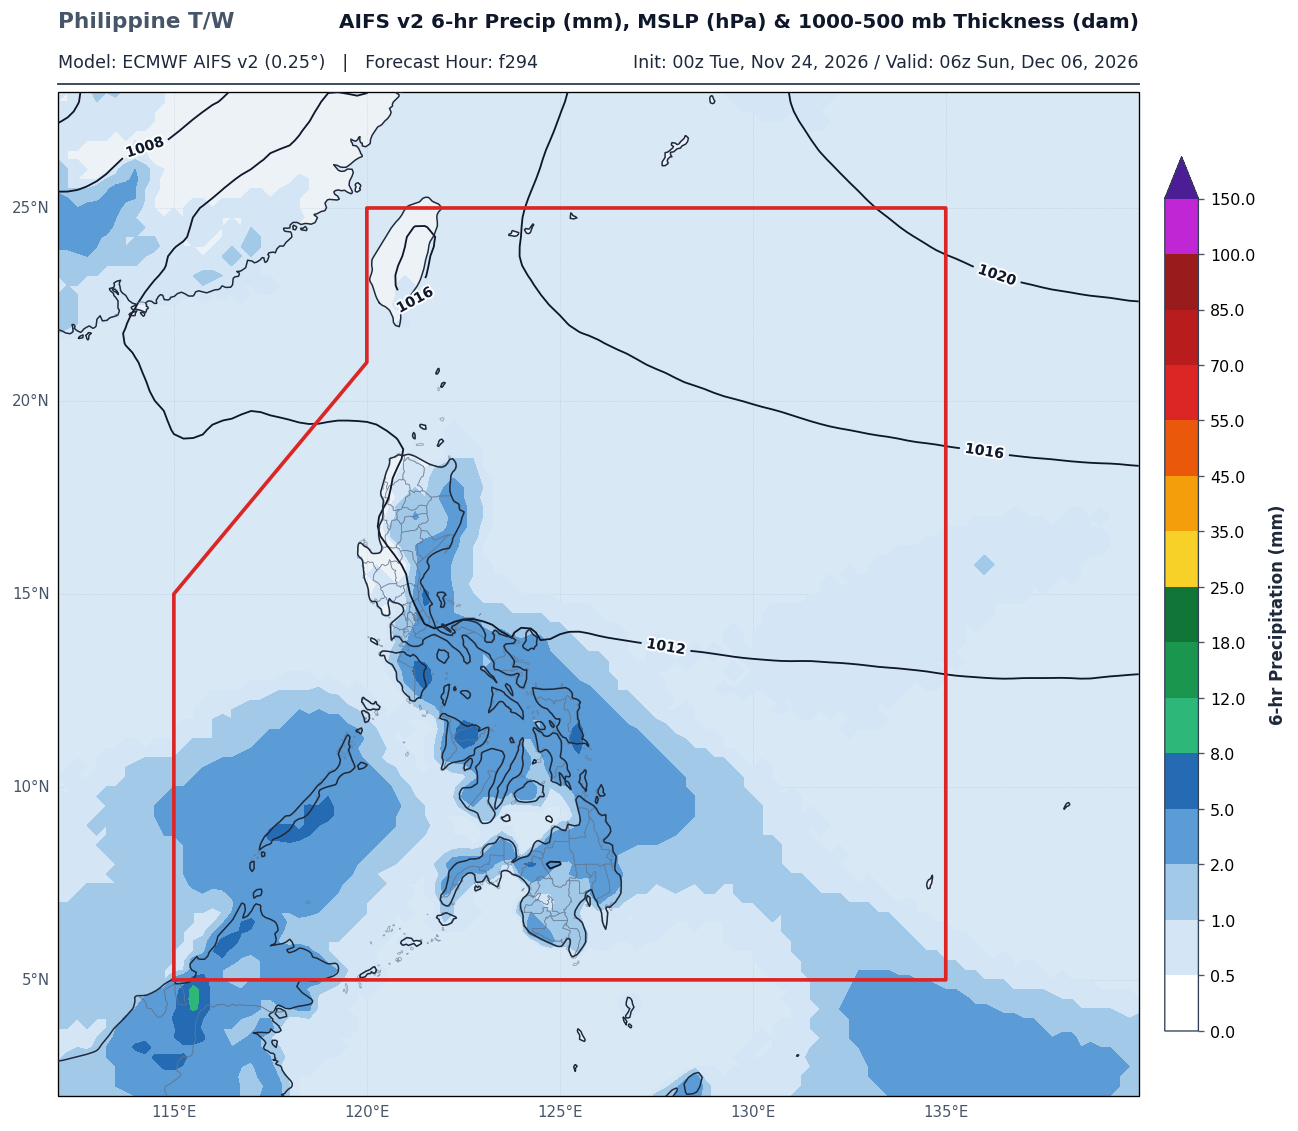 Philippine T/W
AIFS v2 6-hr Precip (mm), MSLP (hPa) & 1000-500 mb Thickness (dam)
Model: ECMWF AIFS v2 (0.25°) | Forecast Hour: f294
Init: 00z Tue, Nov 24, 2026 / Valid: 06z Sun, Dec 06, 2026
1008
1016
1020
1016
1012
25°N
20°N
15°N
10°N
5°N
115°E
120°E
125°E
130°E
135°E
150.0
100.0
85.0
70.0
55.0
45.0
35.0
25.0
18.0
12.0
8.0
5.0
2.0
1.0
0.5
0.0
6-hr Precipitation (mm)